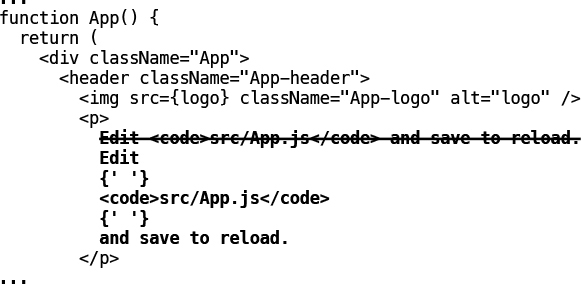 ...
function App() {
  return (
    <div className="App">
      <header className="App-header">
        <img src={logo} className="App-logo" alt="logo" />
        <p>
          Edit <code>src/App.js</code> and save to reload.
          Edit
          {' '}
          <code>src/App.js</code>
          {' '}
          and save to reload.
        </p>
...